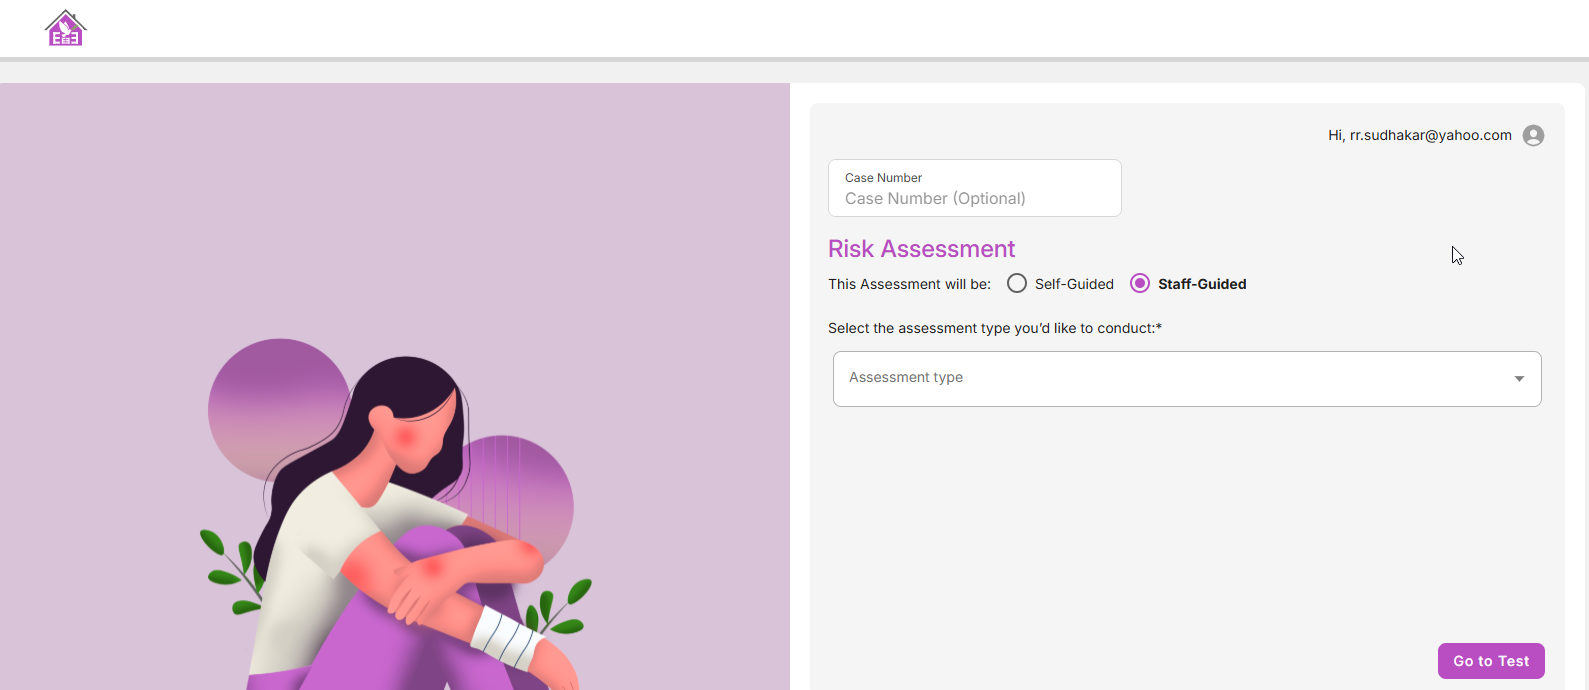 Hi, rr.sudhakar@yahoo.com
Case Number
Case Number (Optional)
Risk Assessment
This Assessment will be: Self-Guided Staff-Guided
Select the assessment type you’d like to conduct:*
Assessment type
Go to Test